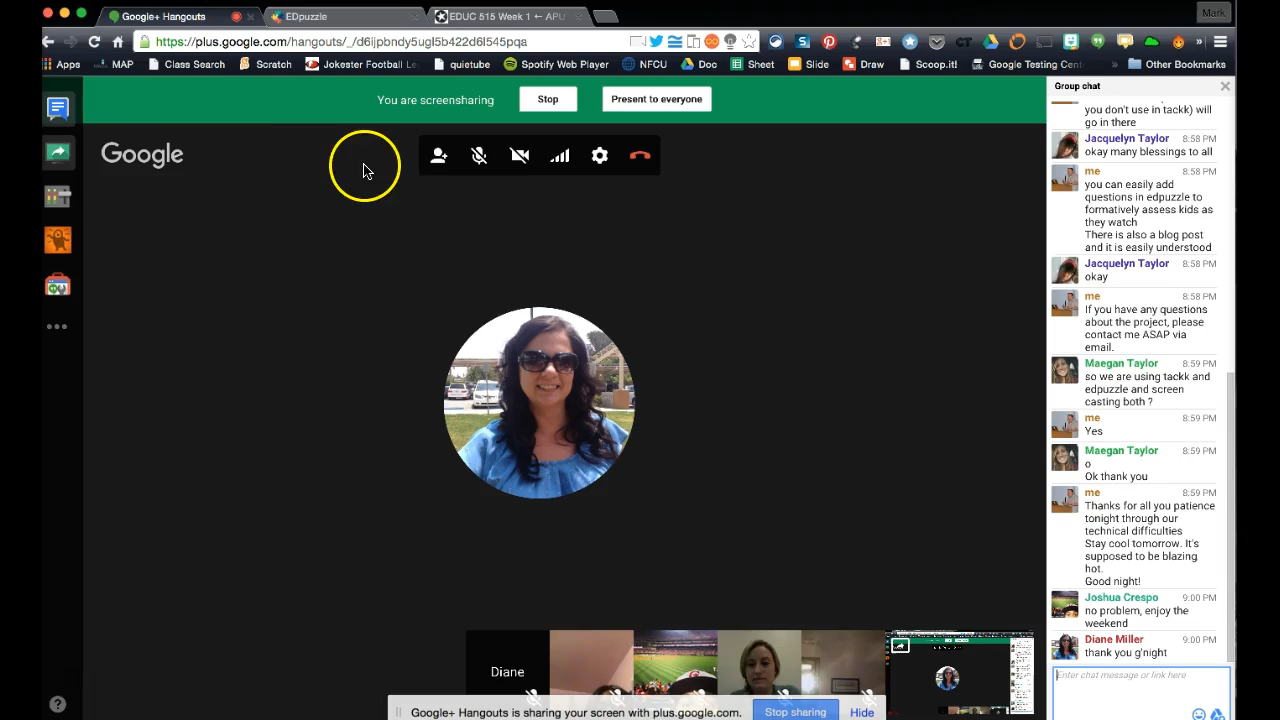 Google+ Hangouts
EDpuzzle
EDUC 515 Week 1 ← APU
Mark
https://plus.google.com/hangouts/_/d6ijpbndy5ugl5b422d6l545pqa
Apps
MAP
Class Search
Scratch
Jokester Football Le
quietube
Spotify Web Player
NFCU
Doc
Sheet
Slide
Draw
Scoop.it!
Google Testing Cent
»
Other Bookmarks
You are screensharing
Stop
Present to everyone
Google
Group chat
you don't use in tackk) will
go in there
Jacquelyn Taylor 8:58 PM
okay many blessings to all
me 8:58 PM
you can easily add
questions in edpuzzle to
formatively assess kids as
they watch
There is also a blog post
and it is easily understood
Jacquelyn Taylor 8:58 PM
okay
me 8:58 PM
If you have any questions
about the project, please
contact me ASAP via
email.
Maegan Taylor 8:59 PM
so we are using tackk and
edpuzzle and screen
casting both ?
me 8:59 PM
Yes
Maegan Taylor 8:59 PM
o
Ok thank you
me 8:59 PM
Thanks for all you patience
tonight through our
technical difficulties
Stay cool tomorrow. It's
supposed to be blazing
hot.
Good night!
Joshua Crespo 9:00 PM
no problem, enjoy the
weekend
Diane Miller 9:00 PM
thank you g'night
Enter chat message or link here
Diane
Google+ Hangouts is sharing your screen with plus.google.com.
Stop sharing
Hide